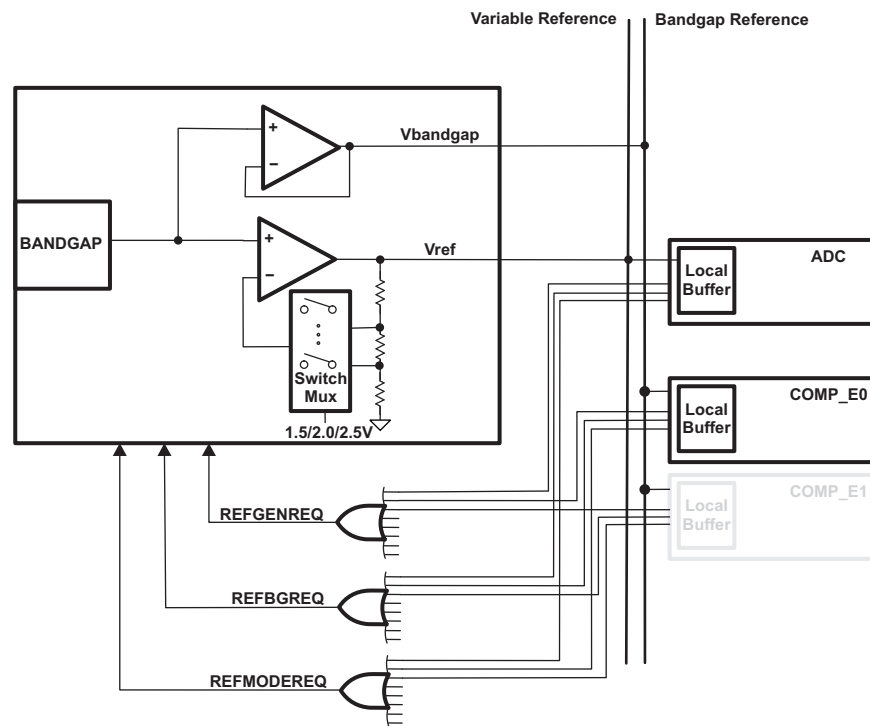 Variable Reference
Bandgap Reference
+
Vbandgap
−
BANDGAP
+
Vref
−
ADC
Local
Buffer
Switch
Mux
1.5/2.0/2.5V
COMP_E0
Local
Buffer
COMP_E1
Local
Buffer
REFGENREQ
REFBGREQ
REFMODEREQ